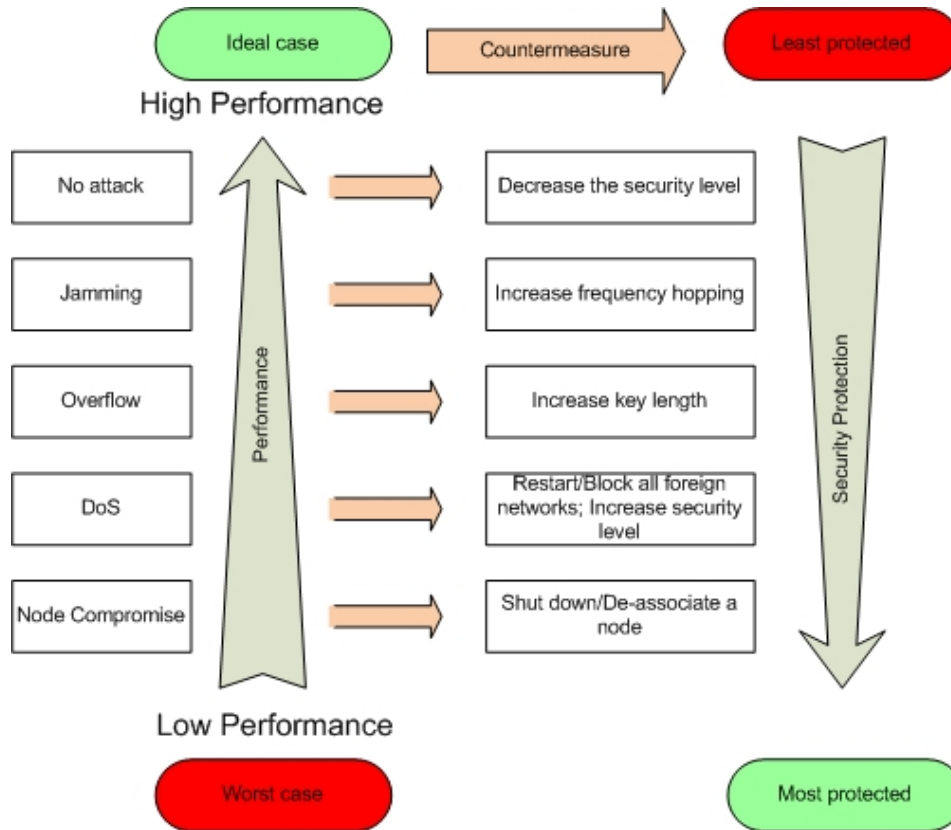 Ideal case
Countermeasure
Least protected
High Performance
No attack
Decrease the security level
Jamming
Increase frequency hopping
Overflow
Increase key length
DoS
Restart/Block all foreign
networks; Increase security
level
Node Compromise
Shut down/De-associate a
node
Performance
Security Protection
Low Performance
Worst case
Most protected